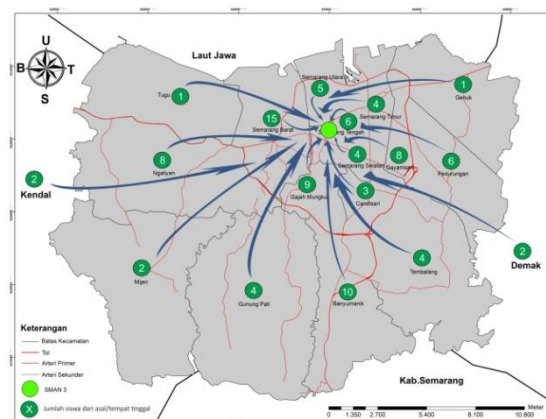 Laut Jawa
U
B
T
S
Tugu
1
Semarang Utara
5
Genuk
1
Semarang Timur
4
15
Semarang Barat
6
Tengah
Ngaliyan
8
4
Semarang Selatan
8
Gayamsari
6
Pedurungan
2
Kendal
9
Gajah Mungkur
3
Candisari
2
Mijen
4
Gunung Pati
10
Banyumanik
4
Tembalang
2
Demak
Keterangan
Batas Kecamatan
Tol
Arteri Primer
Arteri Sekunder
SMAN 3
X
Jumlah siswa dari asal/tempat tinggal
Kab.Semarang
Meter
0 1.350 2.700 5.400 8.100 10.800